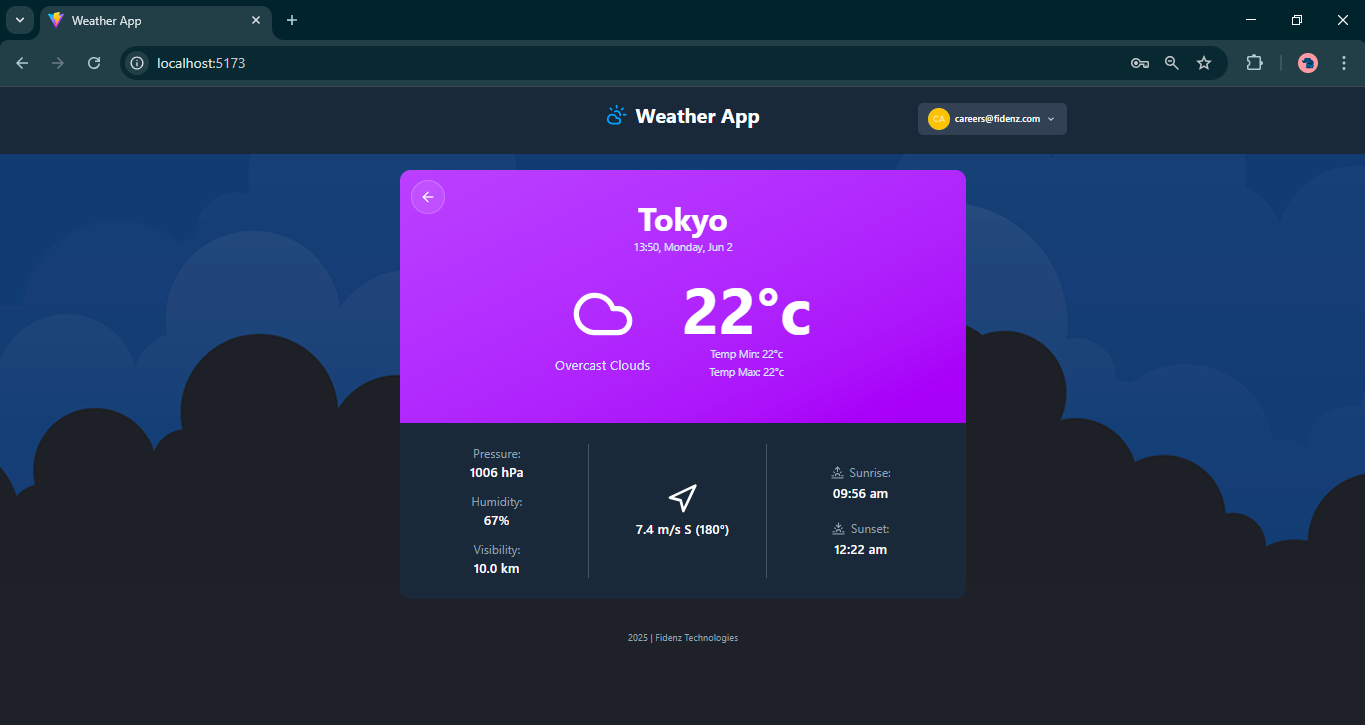 Weather App
localhost:5173
Weather App
CA careers@fidenz.com
Tokyo
13:50, Monday, Jun 2
22°c
Overcast Clouds
Temp Min: 22°c
Temp Max: 22°c
Pressure:
1006 hPa
Humidity:
67%
Visibility:
10.0 km
7.4 m/s S (180°)
Sunrise:
09:56 am
Sunset:
12:22 am
2025 | Fidenz Technologies